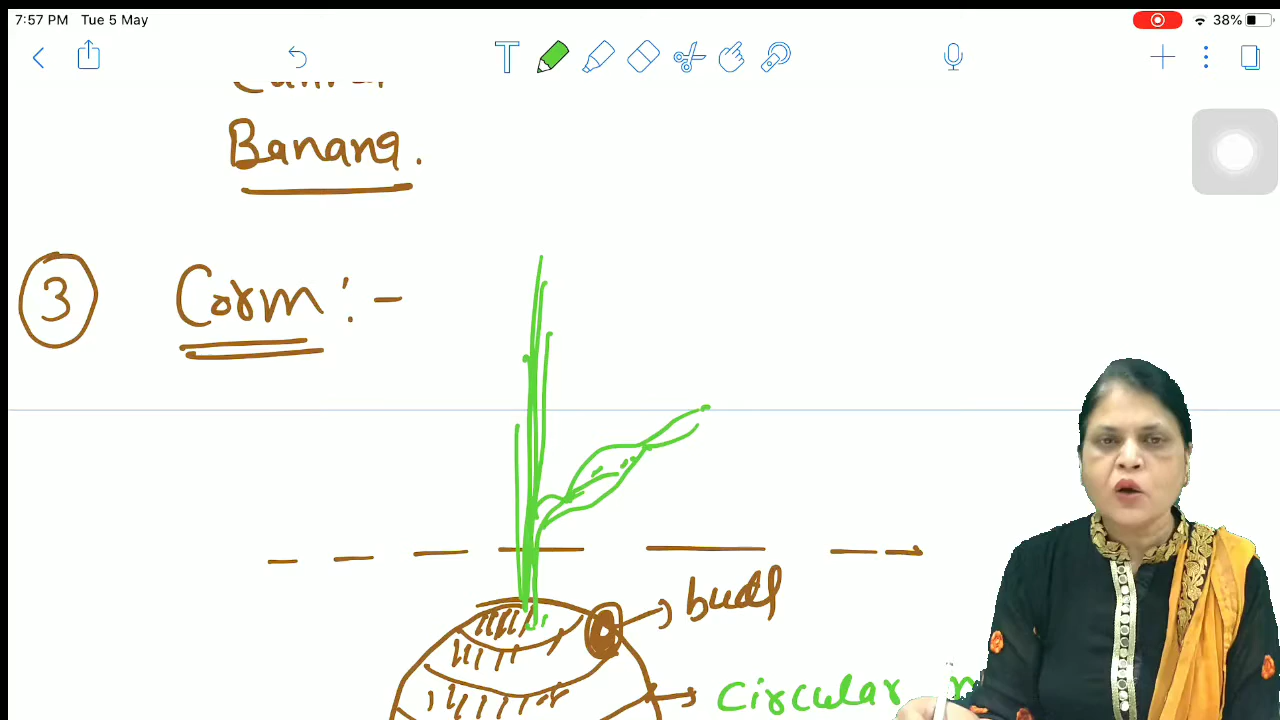 7:57 PM Tue 5 May
38%
T
Banana.
3 Corm :-
bud
Circular